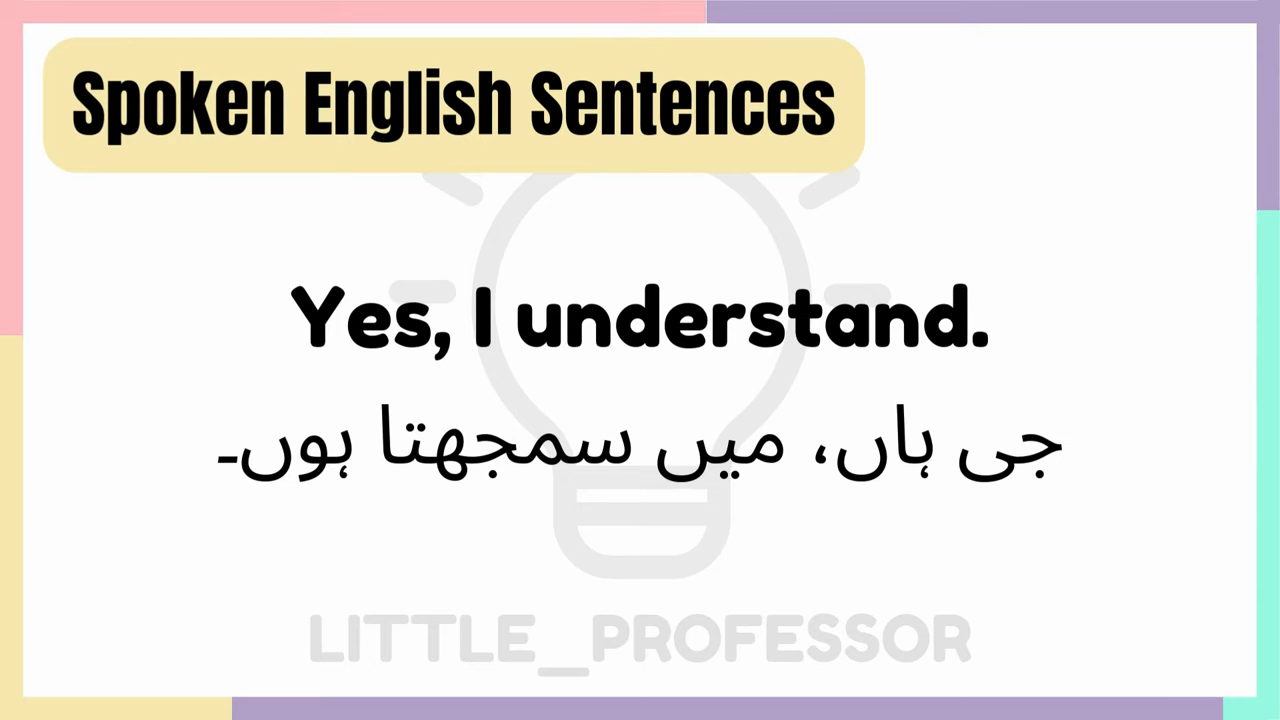 Spoken English Sentences
Yes, I understand.
جی ہاں، میں سمجھتا ہوں۔
LITTLE_PROFESSOR